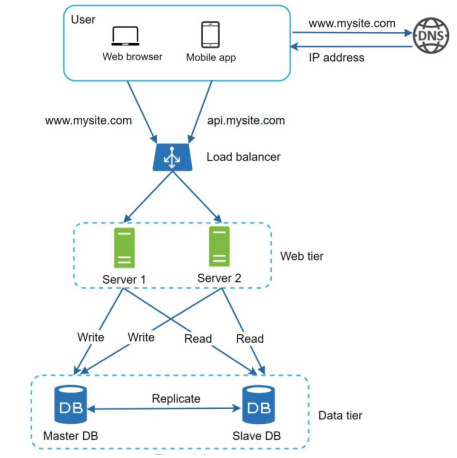 User
www.mysite.com
DNS
IP address
Web browser
Mobile app
www.mysite.com
api.mysite.com
Load balancer
Web tier
Server 1
Server 2
Write
Write
Read
Read
Replicate
DB
DB
Data tier
Master DB
Slave DB